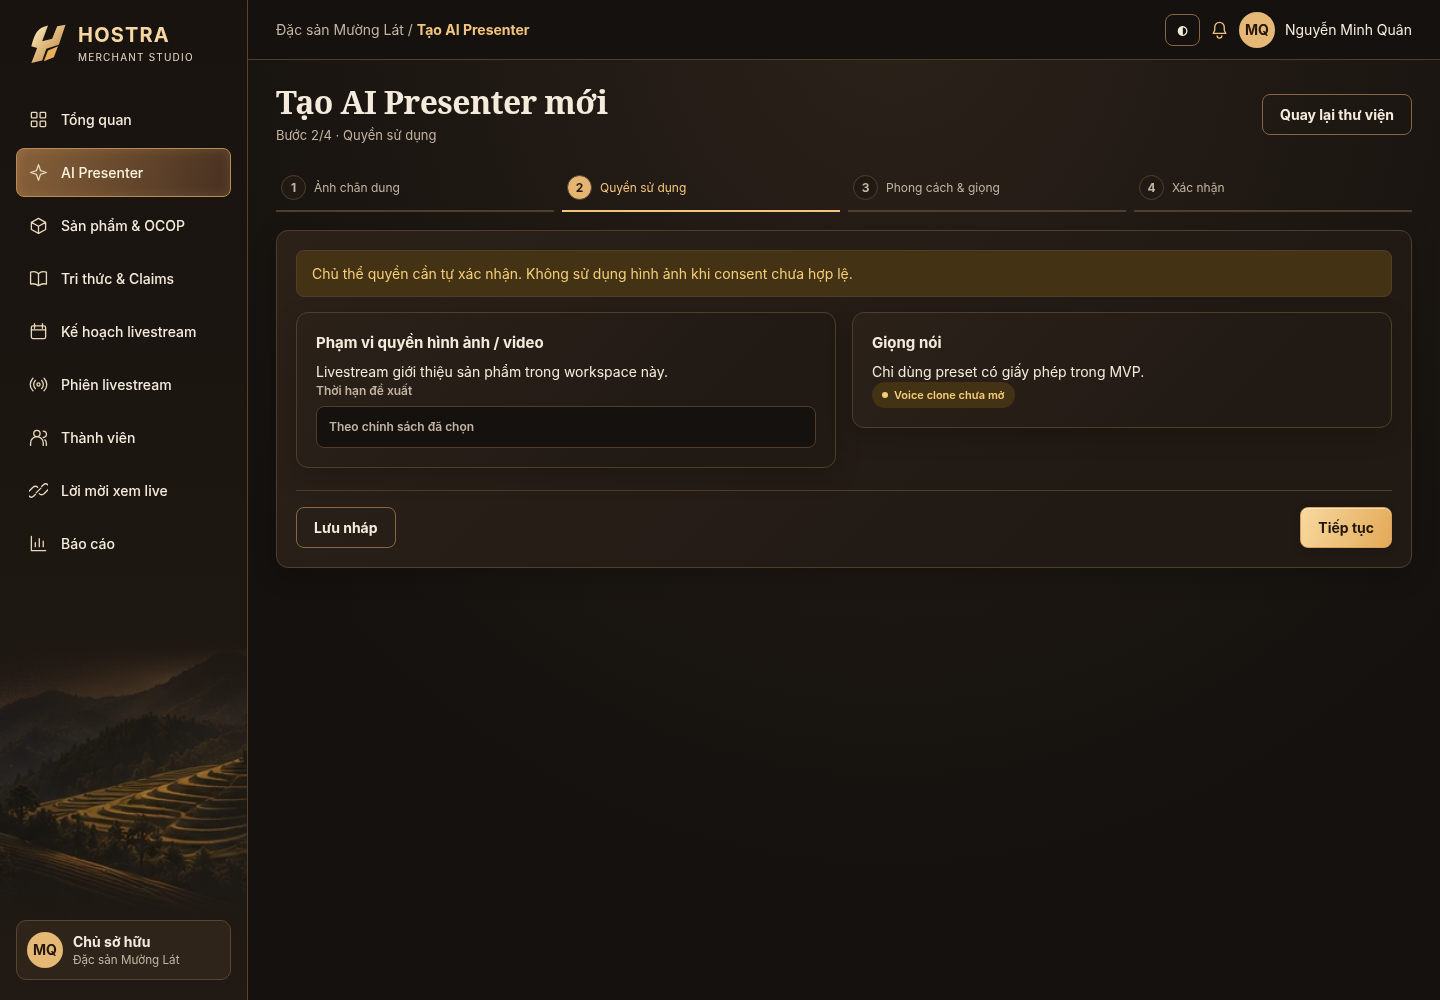 HOSTRA
MERCHANT STUDIO
Tổng quan
AI Presenter
Sản phẩm & OCOP
Tri thức & Claims
Kế hoạch livestream
Phiên livestream
Thành viên
Lời mời xem live
Báo cáo
MQ
Chủ sở hữu
Đặc sản Mường Lát
Đặc sản Mường Lát / Tạo AI Presenter
MQ
Nguyễn Minh Quân
Tạo AI Presenter mới
Bước 2/4 · Quyền sử dụng
Quay lại thư viện
1 Ảnh chân dung
2 Quyền sử dụng
3 Phong cách & giọng
4 Xác nhận
Chủ thể quyền cần tự xác nhận. Không sử dụng hình ảnh khi consent chưa hợp lệ.
Phạm vi quyền hình ảnh / video
Livestream giới thiệu sản phẩm trong workspace này.
Thời hạn đề xuất
Theo chính sách đã chọn
Giọng nói
Chỉ dùng preset có giấy phép trong MVP.
Voice clone chưa mở
Lưu nháp
Tiếp tục